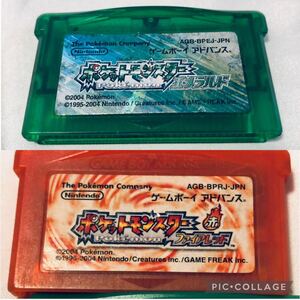 The Pokémon Company
AGB-BPEJ-JPN
Nintendo
ゲームボーイ アドバンス
ポケットモンスター
POKÉMON
エメラルド
©2004 Pokémon.
©1995-2004 Nintendo/Creatures inc./GAME FREAK inc.
The Pokémon Company
AGB-BPRJ-JPN
Nintendo
ゲームボーイ アドバンス
ポケットモンスター
赤
POKÉMON
ファイアレッド
©2004 Pokémon.
©1995-2004 Nintendo/Creatures inc./GAME FREAK inc.
PIC•COLLAGE